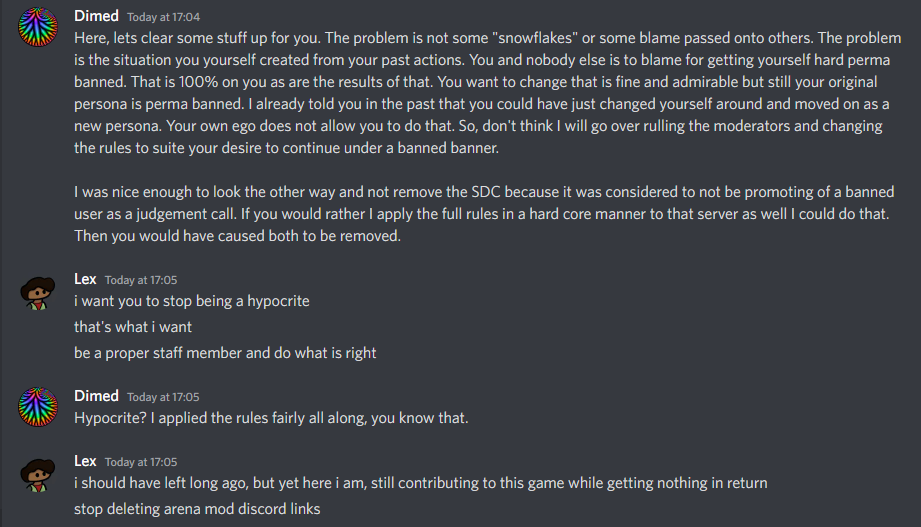 Dimed Today at 17:04
Here, lets clear some stuff up for you. The problem is not some "snowflakes" or some blame passed onto others. The problem
is the situation you yourself created from your past actions. You and nobody else is to blame for getting yourself hard perma
banned. That is 100% on you as are the results of that. You want to change that is fine and admirable but still your original
persona is perma banned. I already told you in the past that you could have just changed yourself around and moved on as a
new persona. Your own ego does not allow you to do that. So, don't think I will go over rulling the moderators and changing
the rules to suite your desire to continue under a banned banner.
I was nice enough to look the other way and not remove the SDC because it was considered to not be promoting of a banned
user as a judgement call. If you would rather I apply the full rules in a hard core manner to that server as well I could do that.
Then you would have caused both to be removed.
Lex Today at 17:05
i want you to stop being a hypocrite
that's what i want
be a proper staff member and do what is right
Dimed Today at 17:05
Hypocrite? I applied the rules fairly all along, you know that.
Lex Today at 17:05
i should have left long ago, but yet here i am, still contributing to this game while getting nothing in return
stop deleting arena mod discord links